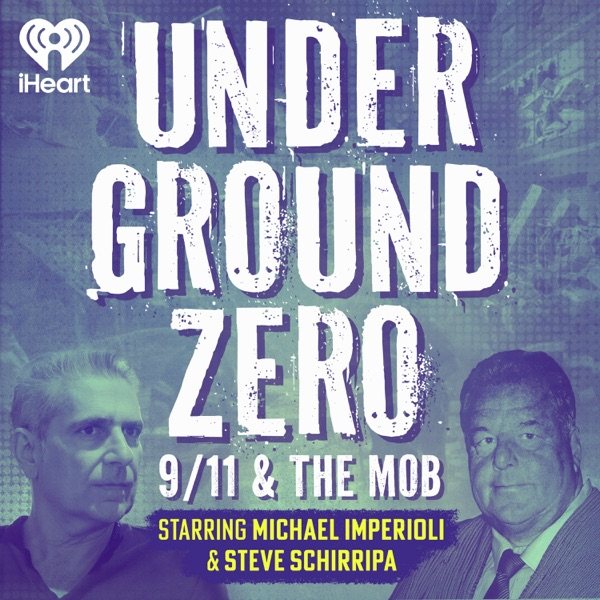 iHeart
UNDER
GROUND
ZERO
9/11 & THE MOB
STARRING MICHAEL IMPERIOLI
& STEVE SCHIRRIPA